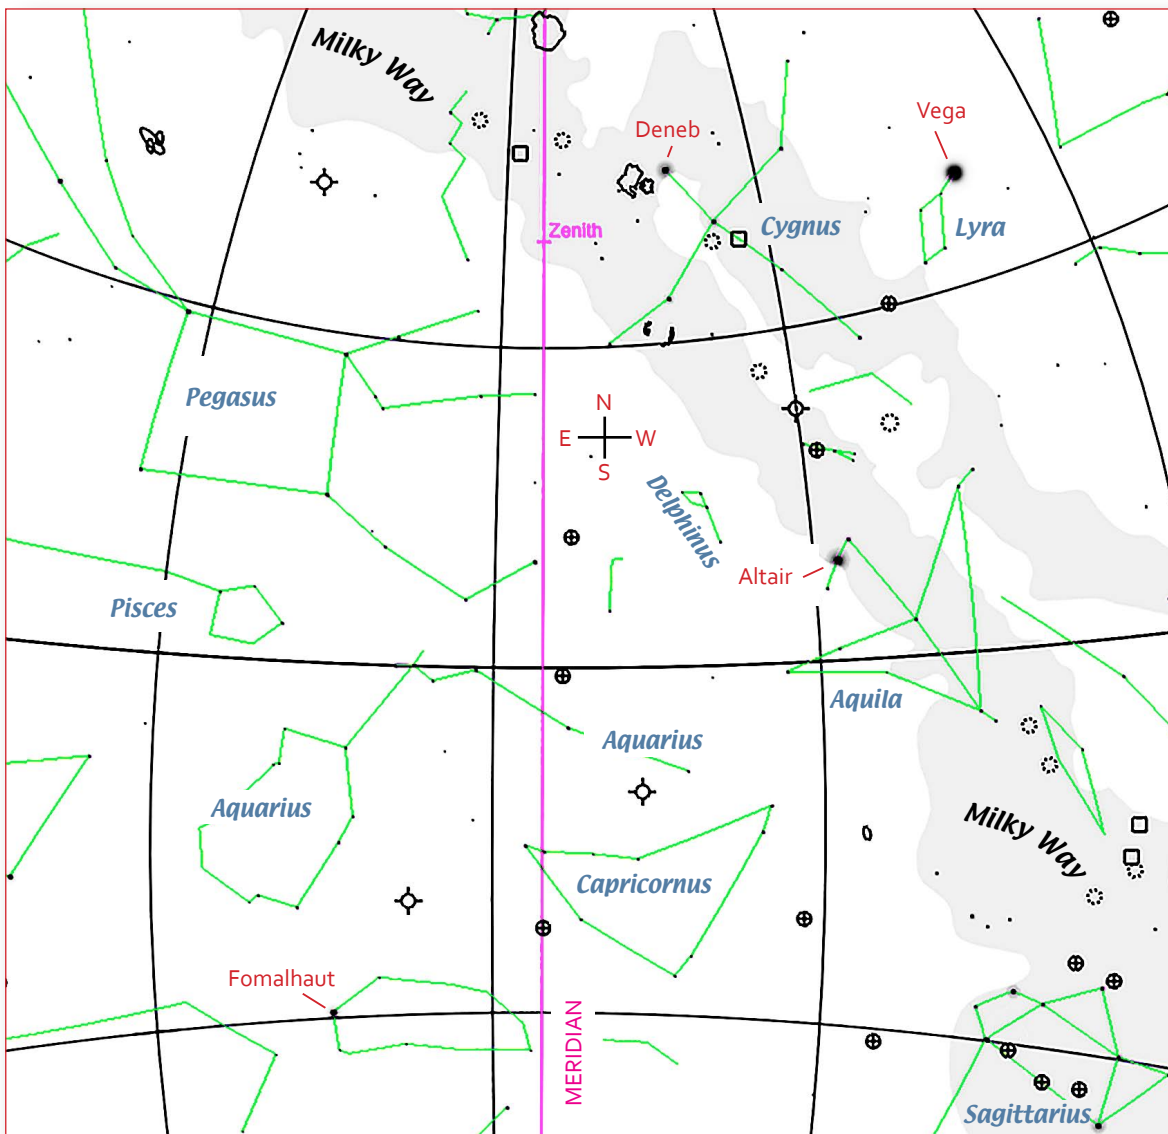 Milky Way
Vega
Deneb
Zenith
Cygnus
Lyra
Pegasus
N
E W
S
Delphinus
Altair
Pisces
Aquila
Aquarius
Aquarius
Milky Way
Capricornus
Fomalhaut
MERIDIAN
Sagittarius